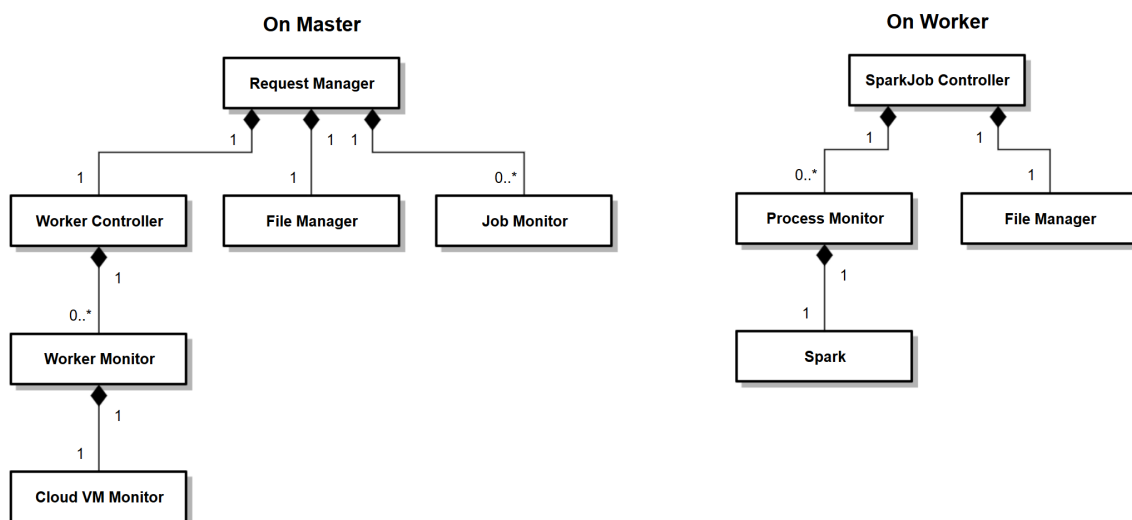 On Master
On Worker
Request Manager
SparkJob Controller
1
1
1
1
1
1
1
0..*
0..*
1
Worker Controller
File Manager
Job Monitor
Process Monitor
File Manager
1
1
0..*
1
Worker Monitor
Spark
1
1
Cloud VM Monitor